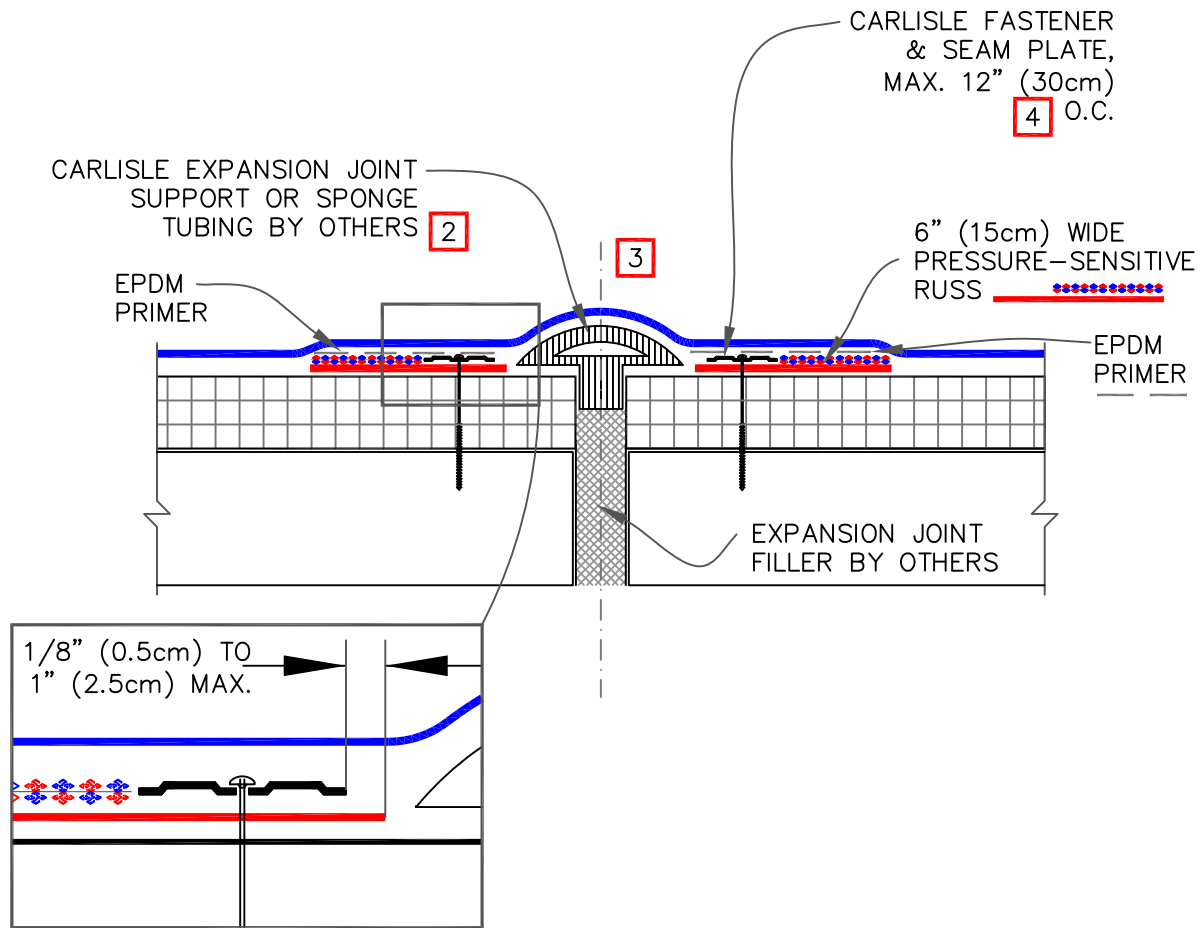 CARLISLE FASTENER
& SEAM PLATE,
MAX. 12” (30cm)
4 O.C.
CARLISLE EXPANSION JOINT
SUPPORT OR SPONGE
TUBING BY OTHERS 2
3
6” (15cm) WIDE
PRESSURE–SENSITIVE
RUSS
EPDM
PRIMER
EPDM
PRIMER
EXPANSION JOINT
FILLER BY OTHERS
1/8” (0.5cm) TO
1” (2.5cm) MAX.